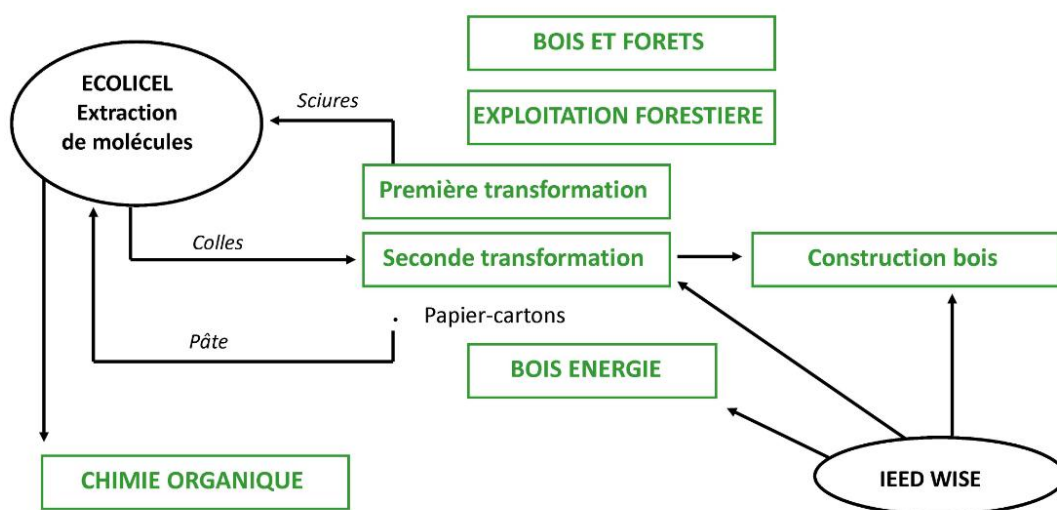 BOIS ET FORETS
ECOLICEL
Extraction
de molécules
Sciures
EXPLOITATION FORESTIERE
Première transformation
Colles
Seconde transformation
Construction bois
. Papier-cartons
Pâte
BOIS ENERGIE
CHIMIE ORGANIQUE
IEED WISE